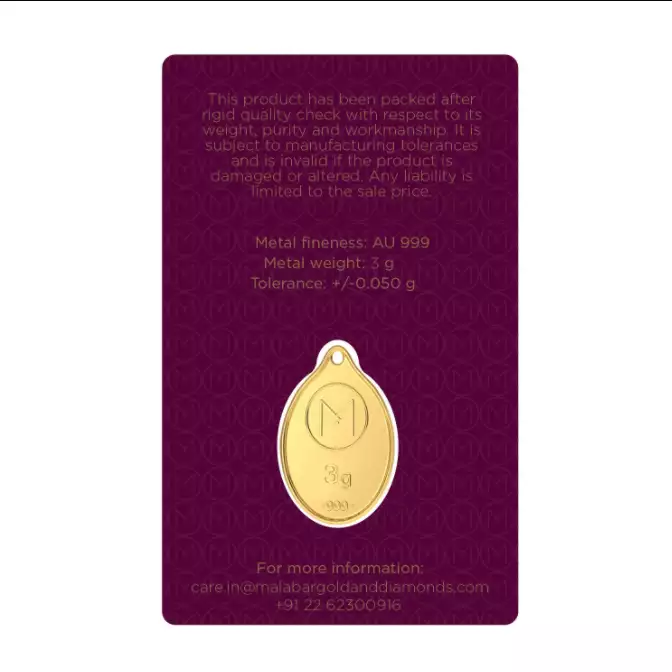 This product has been packed after
rigid quality check with respect to its
weight, purity and workmanship. It is
subject to manufacturing tolerances
and is invalid if the product is
damaged or altered. Any liability is
limited to the sale price.
Metal fineness: AU 999
Metal weight: 3 g
Tolerance: +/-0.050 g
M
3g
999
For more information:
care.in@malabargoldanddiamonds.com
+91 22 62300916